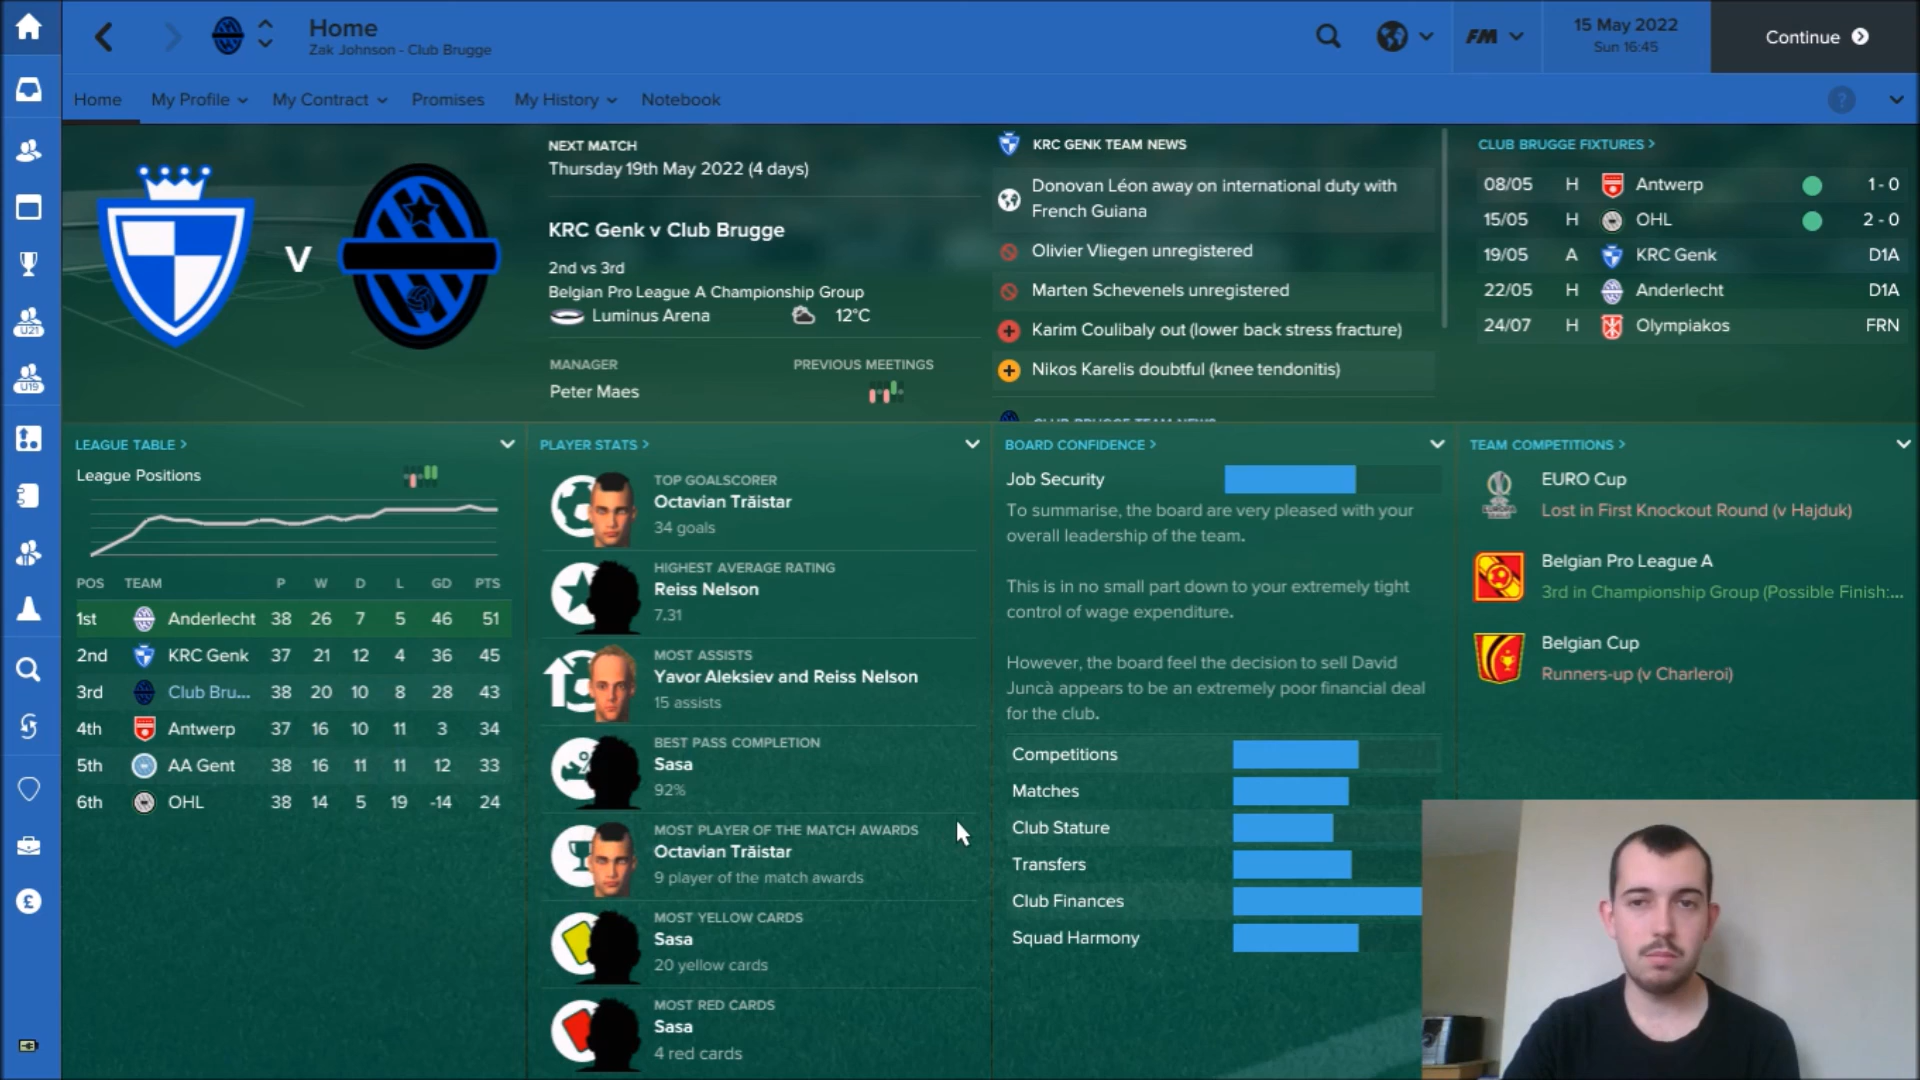 Home
Zak Johnson - Club Brugge
FM
15 May 2022
Sun 16:45
Continue
Home
My Profile
My Contract
Promises
My History
Notebook
?
U21
U19
£
V
NEXT MATCH
Thursday 19th May 2022 (4 days)
KRC Genk v Club Brugge
2nd vs 3rd
Belgian Pro League A Championship Group
Luminus Arena 12°C
MANAGER
Peter Maes
PREVIOUS MEETINGS
KRC GENK TEAM NEWS
Donovan Léon away on international duty with
French Guiana
Olivier Vliegen unregistered
Marten Schevenels unregistered
Karim Coulibaly out (lower back stress fracture)
Nikos Karelis doubtful (knee tendonitis)
CLUB BRUGGE TEAM NEWS
CLUB BRUGGE FIXTURES >
08/05 H Antwerp 1 - 0
15/05 H OHL 2 - 0
19/05 A KRC Genk D1A
22/05 H Anderlecht D1A
24/07 H Olympiakos FRN
LEAGUE TABLE >
League Positions
POS TEAM P W D L GD PTS
1st Anderlecht 38 26 7 5 46 51
2nd KRC Genk 37 21 12 4 36 45
3rd Club Bru... 38 20 10 8 28 43
4th Antwerp 37 16 10 11 3 34
5th AA Gent 38 16 11 11 12 33
6th OHL 38 14 5 19 -14 24
PLAYER STATS >
TOP GOALSCORER
Octavian Trăistar
34 goals
HIGHEST AVERAGE RATING
Reiss Nelson
7.31
MOST ASSISTS
Yavor Aleksiev and Reiss Nelson
15 assists
BEST PASS COMPLETION
Sasa
92%
MOST PLAYER OF THE MATCH AWARDS
Octavian Trăistar
9 player of the match awards
MOST YELLOW CARDS
Sasa
20 yellow cards
MOST RED CARDS
Sasa
4 red cards
BOARD CONFIDENCE >
Job Security
To summarise, the board are very pleased with your
overall leadership of the team.
This is in no small part down to your extremely tight
control of wage expenditure.
However, the board feel the decision to sell David
Juncà appears to be an extremely poor financial deal
for the club.
Competitions
Matches
Club Stature
Transfers
Club Finances
Squad Harmony
TEAM COMPETITIONS >
EURO Cup
Lost in First Knockout Round (v Hajduk)
Belgian Pro League A
3rd in Championship Group (Possible Finish:...
Belgian Cup
Runners-up (v Charleroi)